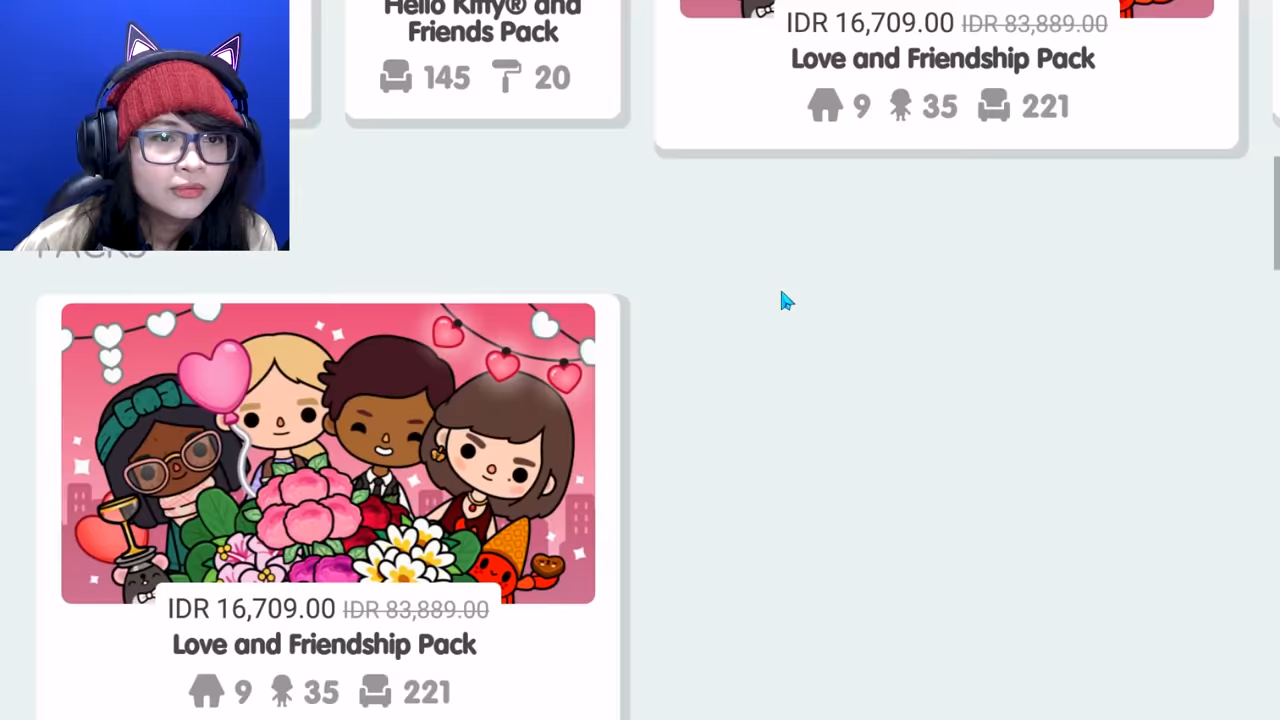 Hello Kitty® and
Friends Pack
145 20
IDR 16,709.00 IDR 83,889.00
Love and Friendship Pack
9 35 221
PACKS
IDR 16,709.00 IDR 83,889.00
Love and Friendship Pack
9 35 221